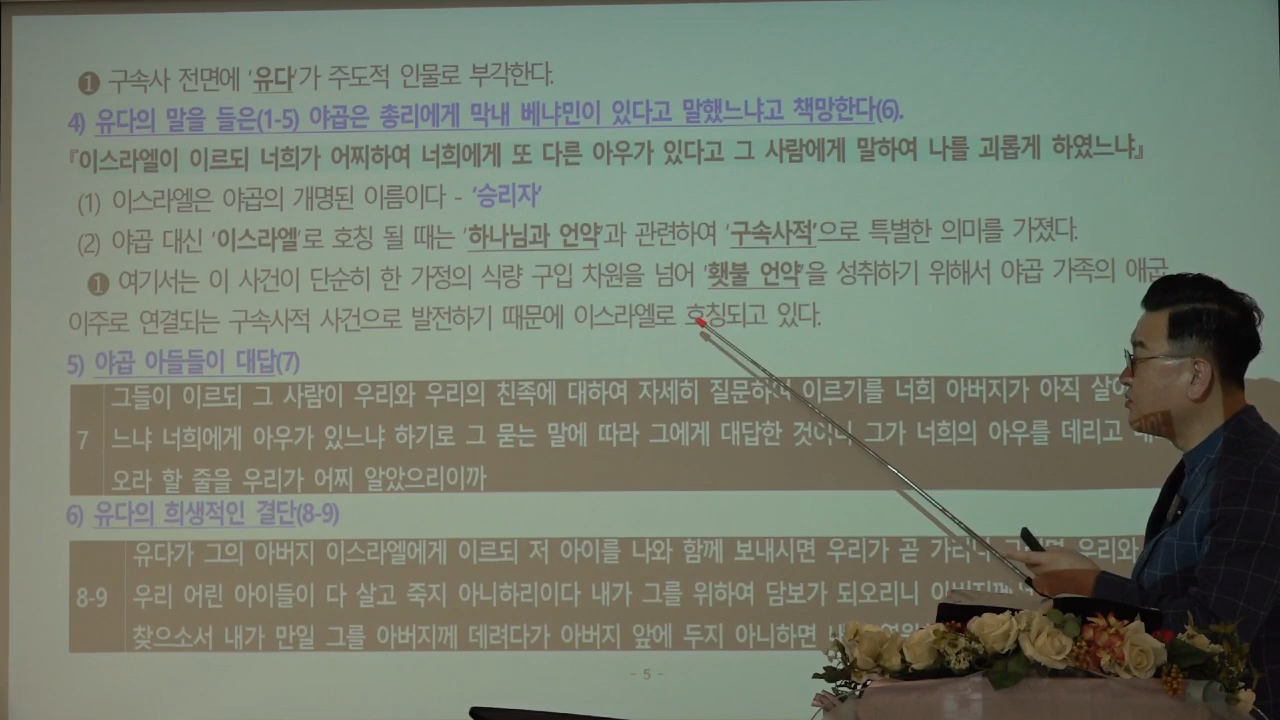 ❶ 구속사 전면에 '유다'가 주도적 인물로 부각한다.
4) 유다의 말을 들은(1-5) 야곱은 총리에게 막내 베냐민이 있다고 말했느냐고 책망한다(6).
『이스라엘이 이르되 너희가 어찌하여 너희에게 또 다른 아우가 있다고 그 사람에게 말하여 나를 괴롭게 하였느냐』
(1) 이스라엘은 야곱의 개명된 이름이다 - '승리자'
(2) 야곱 대신 '이스라엘'로 호칭 될 때는 '하나님과 언약'과 관련하여 '구속사적'으로 특별한 의미를 가졌다.
❶ 여기서는 이 사건이 단순히 한 가정의 식량 구입 차원을 넘어 '횃불 언약'을 성취하기 위해서 야곱 가족의 애굽
이주로 연결되는 구속사적 사건으로 발전하기 때문에 이스라엘로 호칭되고 있다.
5) 야곱 아들들이 대답(7)
그들이 이르되 그 사람이 우리와 우리의 친족에 대하여 자세히 질문하여 이르기를 너희 아버지가 아직 살아
7 느냐 너희에게 아우가 있느냐 하기로 그 묻는 말에 따라 그에게 대답한 것이니 그가 너희의 아우를 데리고
오라 할 줄을 우리가 어찌 알았으리이까
6) 유다의 희생적인 결단(8-9)
유다가 그의 아버지 이스라엘에게 이르되 저 아이를 나와 함께 보내시면 우리가 곧 우리와
8-9 우리 어린 아이들이 다 살고 죽지 아니하리이다 내가 그를 위하여 담보가 되오리니
찾으소서 내가 만일 그를 아버지께 데려다가 아버지 앞에 두지 아니하면
- 5 -